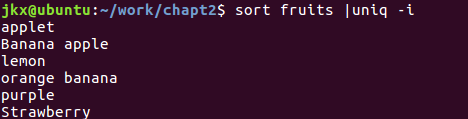 jkx@ubuntu:~/work/chapt2$ sort fruits |uniq -i
applet
Banana apple
lemon
orange banana
purple
Strawberry